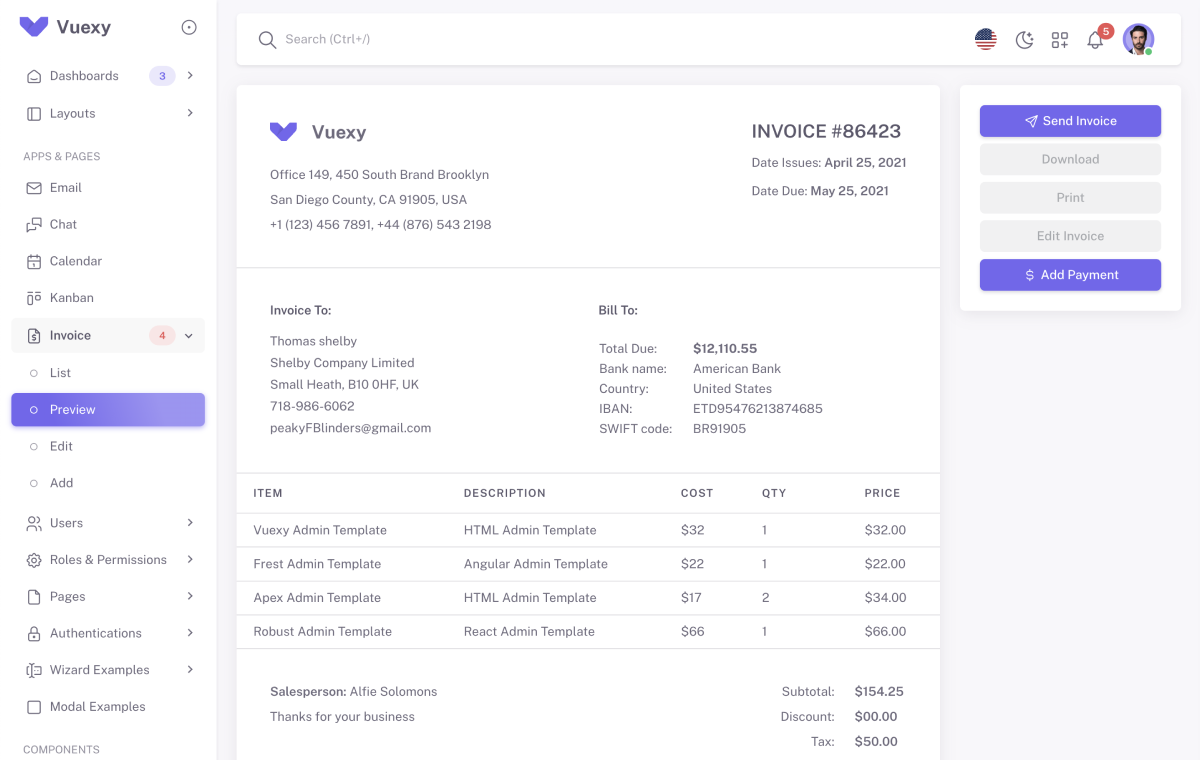 Vuexy
Dashboards 3
Layouts
APPS & PAGES
Email
Chat
Calendar
Kanban
Invoice 4
List
Preview
Edit
Add
Users
Roles & Permissions
Pages
Authentications
Wizard Examples
Modal Examples
COMPONENTS
Search (Ctrl+/)
5
Vuexy
Office 149, 450 South Brand Brooklyn
San Diego County, CA 91905, USA
+1 (123) 456 7891, +44 (876) 543 2198
INVOICE #86423
Date Issues: April 25, 2021
Date Due: May 25, 2021
Invoice To:
Thomas shelby
Shelby Company Limited
Small Heath, B10 0HF, UK
718-986-6062
peakyFBlinders@gmail.com
Bill To:
Total Due: $12,110.55
Bank name: American Bank
Country: United States
IBAN: ETD95476213874685
SWIFT code: BR91905
ITEM DESCRIPTION COST QTY PRICE
Vuexy Admin Template HTML Admin Template $32 1 $32.00
Frest Admin Template Angular Admin Template $22 1 $22.00
Apex Admin Template HTML Admin Template $17 2 $34.00
Robust Admin Template React Admin Template $66 1 $66.00
Salesperson: Alfie Solomons
Thanks for your business
Subtotal: $154.25
Discount: $00.00
Tax: $50.00
Send Invoice
Download
Print
Edit Invoice
$ Add Payment